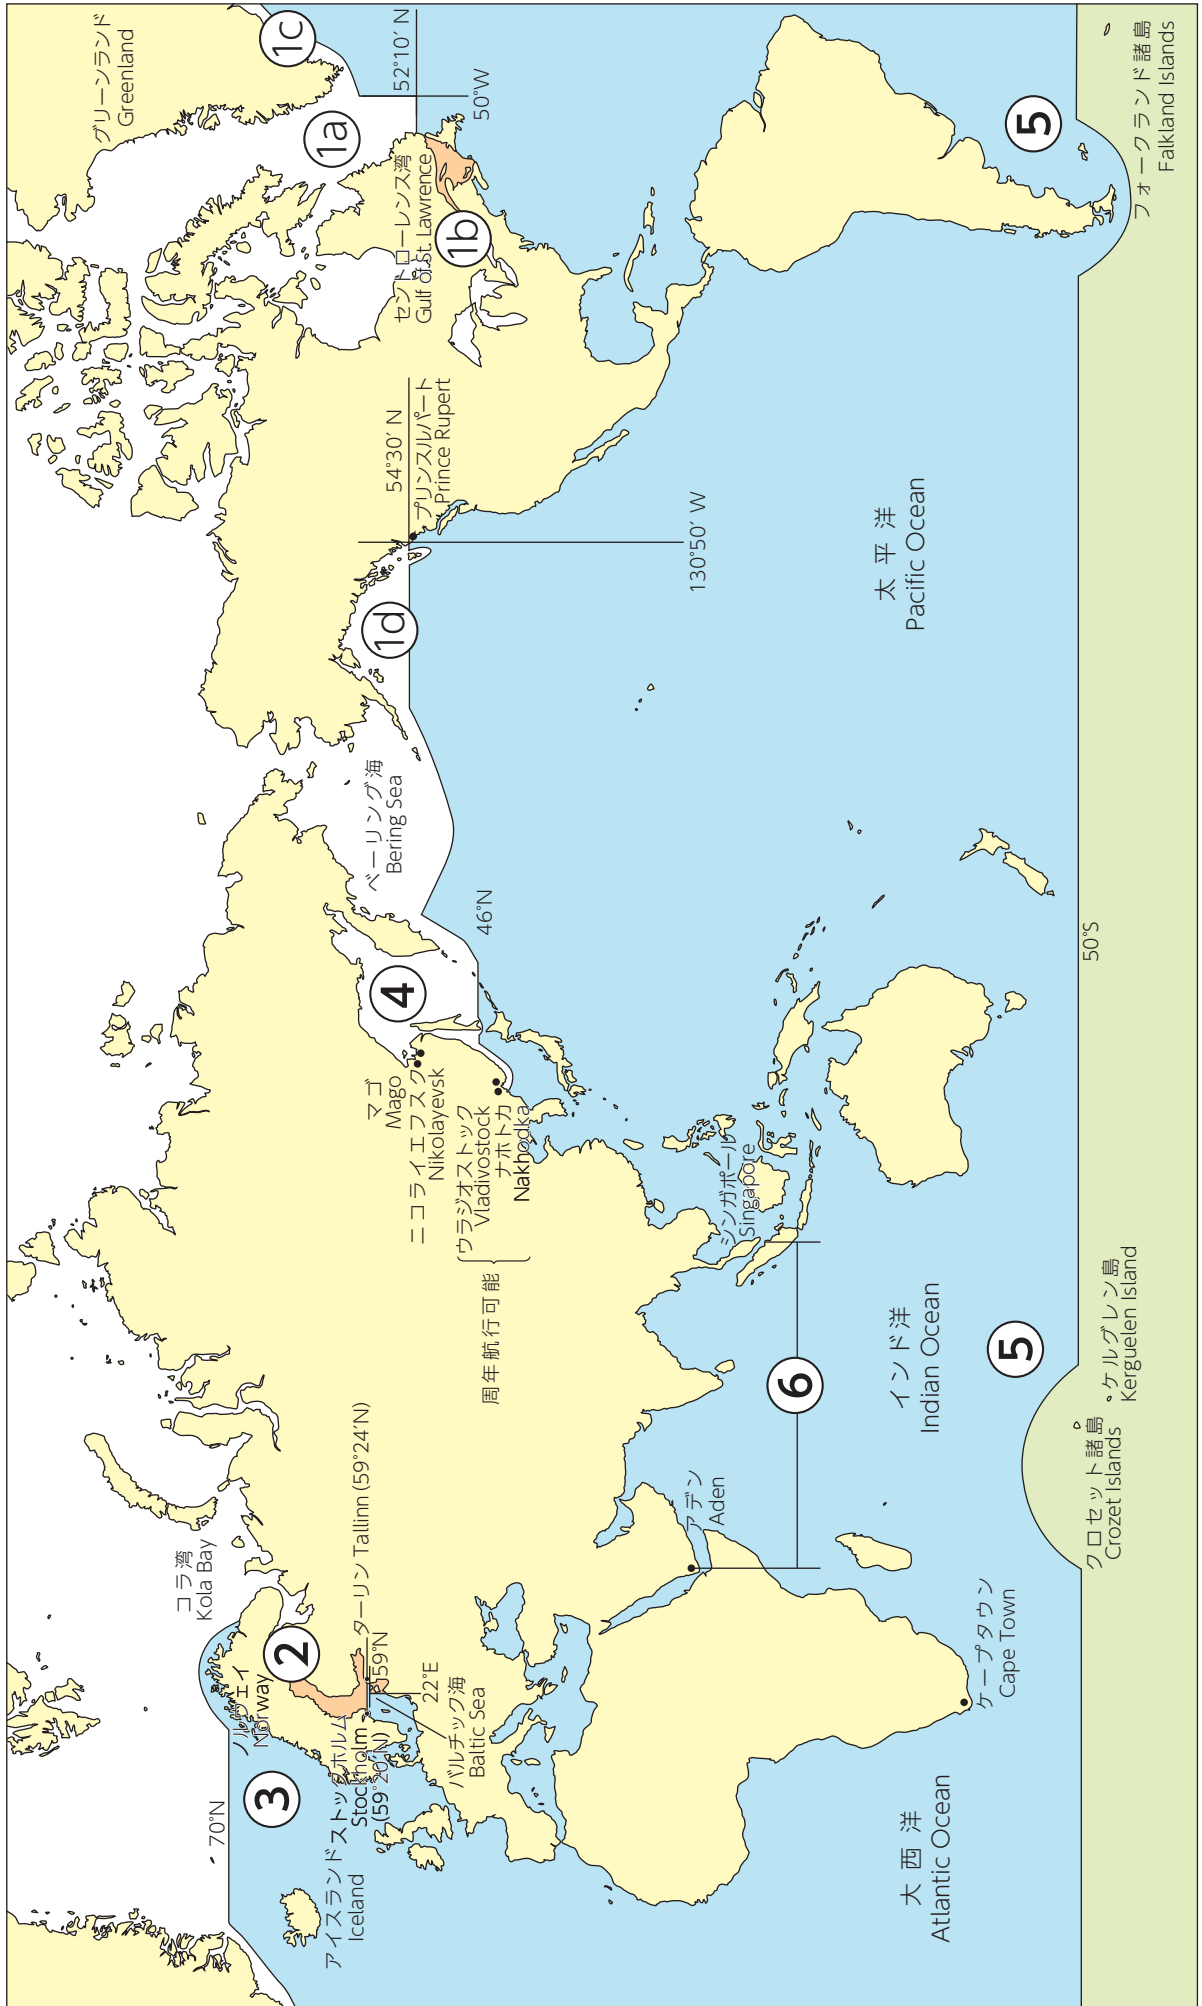 グリーンランド
Greenland
1c
1a
52°10′ N
50°W
セントローレンス湾
Gulf of St. Lawrence
1b
54°30′ N
プリンスルパート
Prince Rupert
130°50′ W
1d
ベーリング海
Bering Sea
46°N
4
マゴ
Mago
ニコライエフスク
Nikolayevsk
ウラジオストック
Vladivostock
ナホトカ
Nakhodka
周年航行可能
コラ湾
Kola Bay
ノルウェイ
Norway
2
ターリン Tallinn (59°24′N)
59°N
22°E
バルチック海
Baltic Sea
ストックホルム
Stockholm
(59°20′N)
70°N
3
アイスランド
Iceland
大西洋
Atlantic Ocean
アデン
Aden
6
シンガポール
Singapore
インド洋
Indian Ocean
5
ケープタウン
Cape Town
クロセット諸島
Crozet Islands
ケルグレン島
Kerguelen Island
50°S
太平洋
Pacific Ocean
5
フォークランド諸島
Falkland Islands